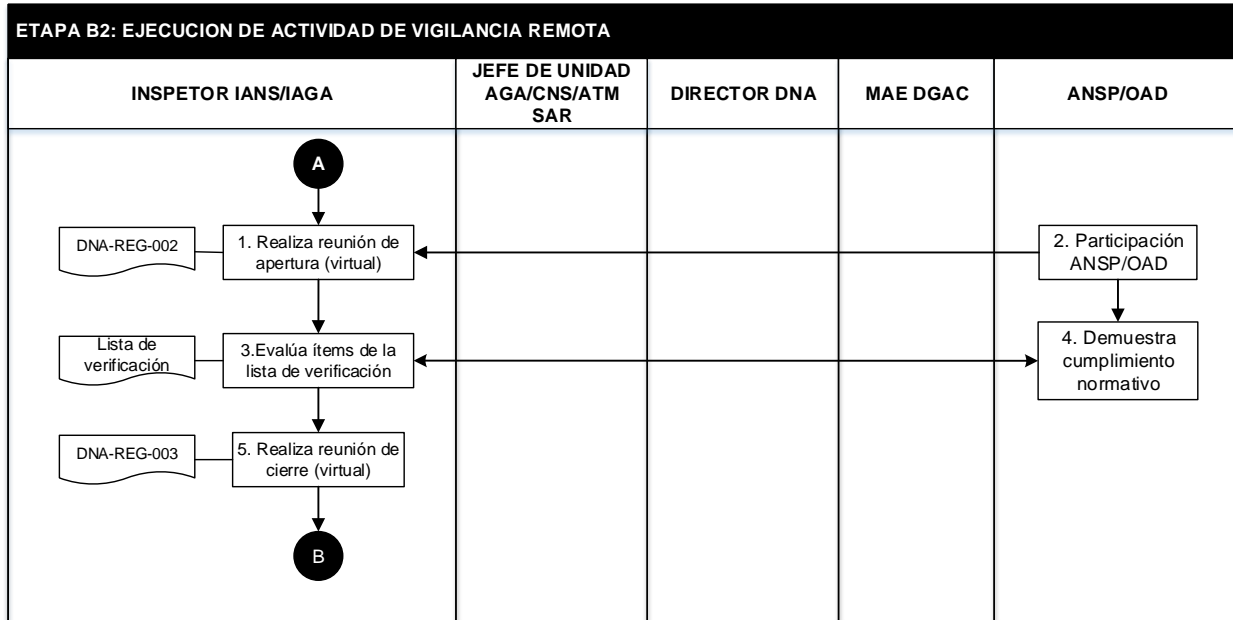 ETAPA B2: EJECUCION DE ACTIVIDAD DE VIGILANCIA REMOTA
INSPETOR IANS/IAGA
JEFE DE UNIDAD
AGA/CNS/ATM
SAR
DIRECTOR DNA
MAE DGAC
ANSP/OAD
A
DNA-REG-002
1. Realiza reunión de
apertura (virtual)
2. Participación
ANSP/OAD
Lista de
verificación
3.Evalúa ítems de la
lista de verificación
4. Demuestra
cumplimiento
normativo
DNA-REG-003
5. Realiza reunión de
cierre (virtual)
B